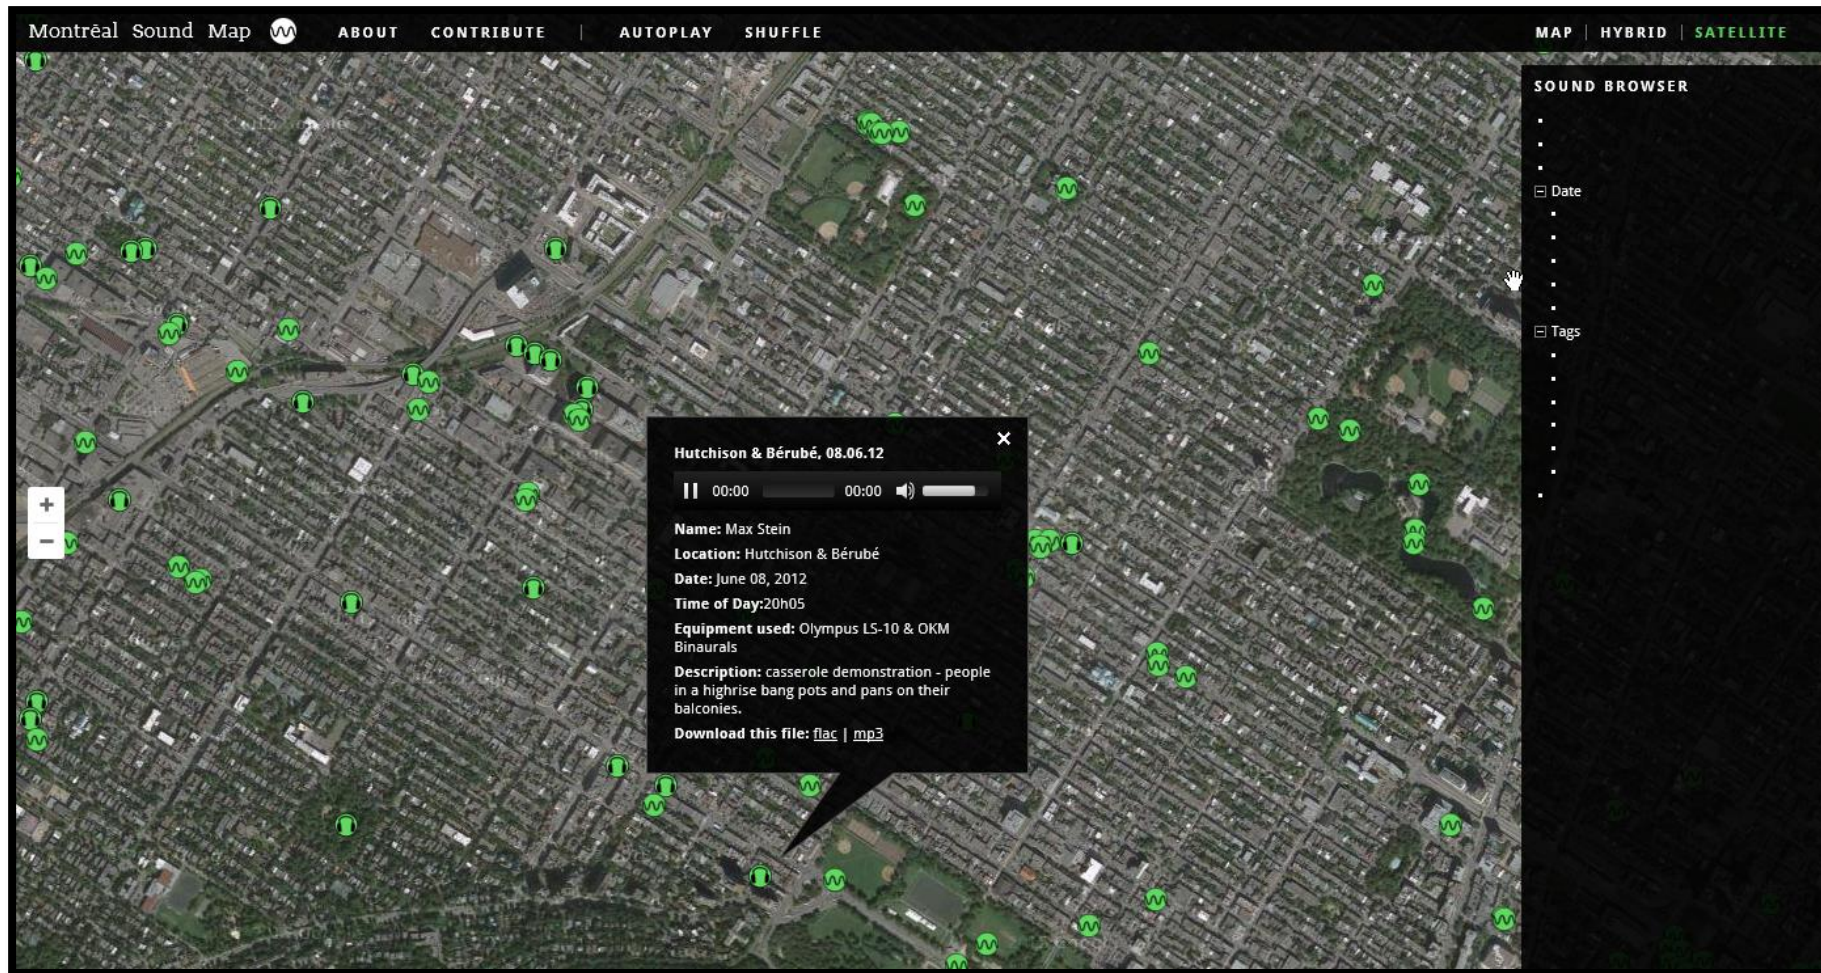 Montréal Sound Map ABOUT CONTRIBUTE | AUTOPLAY SHUFFLE MAP | HYBRID | SATELLITE
SOUND BROWSER
Date
Tags
Hutchison & Bérubé, 08.06.12
00:00 00:00
Name: Max Stein
Location: Hutchison & Bérubé
Date: June 08, 2012
Time of Day:20h05
Equipment used: Olympus LS-10 & OKM
Binaurals
Description: casserole demonstration - people
in a highrise bang pots and pans on their
balconies.
Download this file: flac | mp3